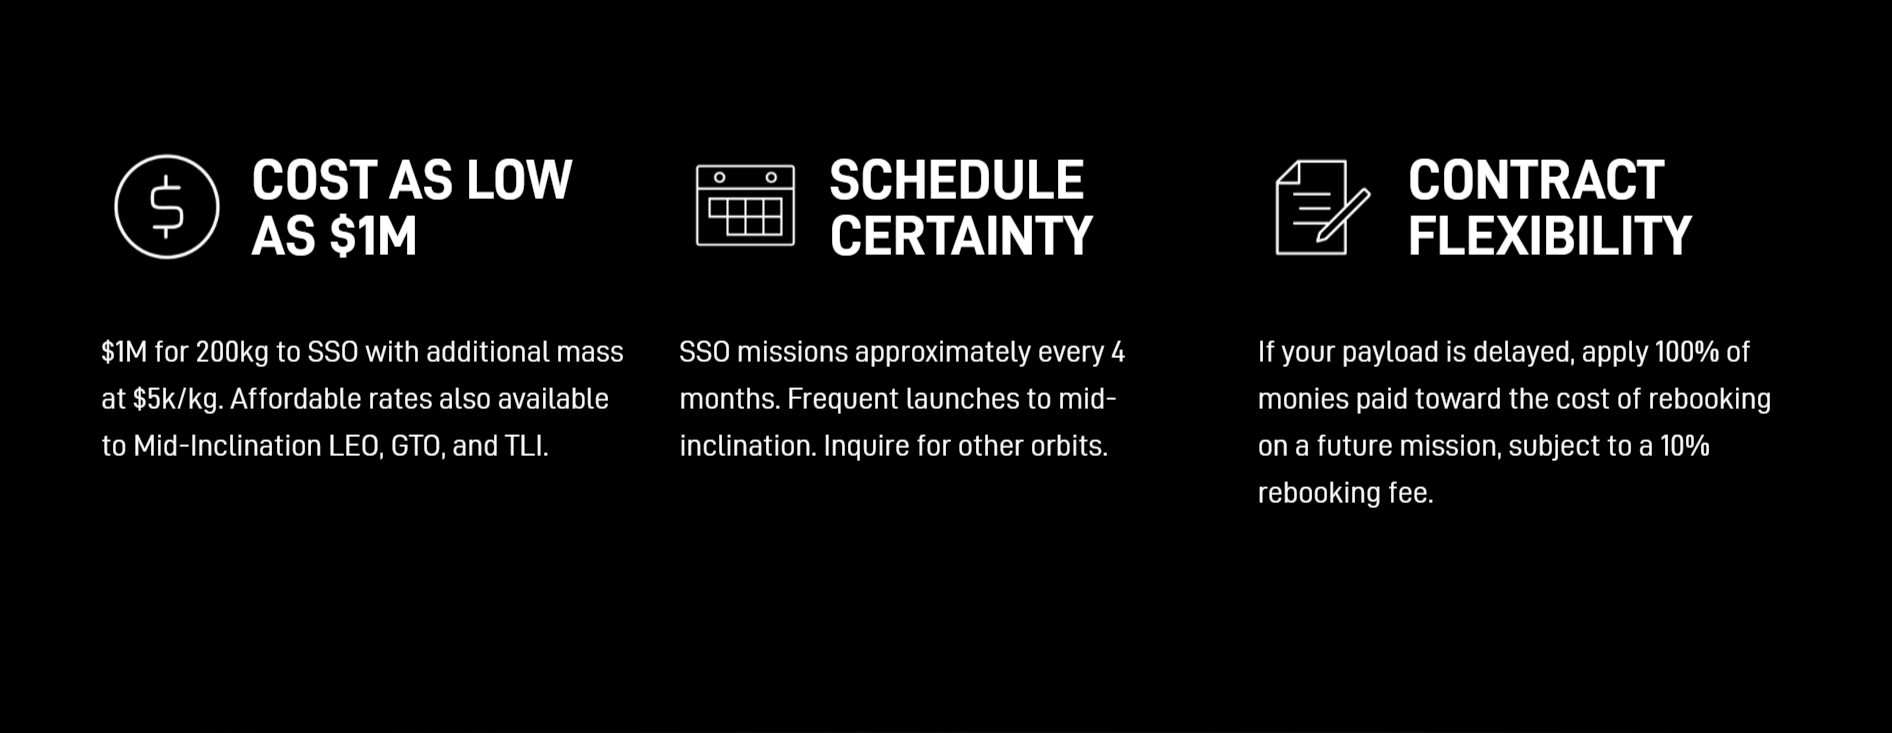 COST AS LOW
AS $1M
$1M for 200kg to SSO with additional mass
at $5k/kg. Affordable rates also available
to Mid-Inclination LEO, GTO, and TLI.
SCHEDULE
CERTAINTY
SSO missions approximately every 4
months. Frequent launches to mid-
inclination. Inquire for other orbits.
CONTRACT
FLEXIBILITY
If your payload is delayed, apply 100% of
monies paid toward the cost of rebooking
on a future mission, subject to a 10%
rebooking fee.